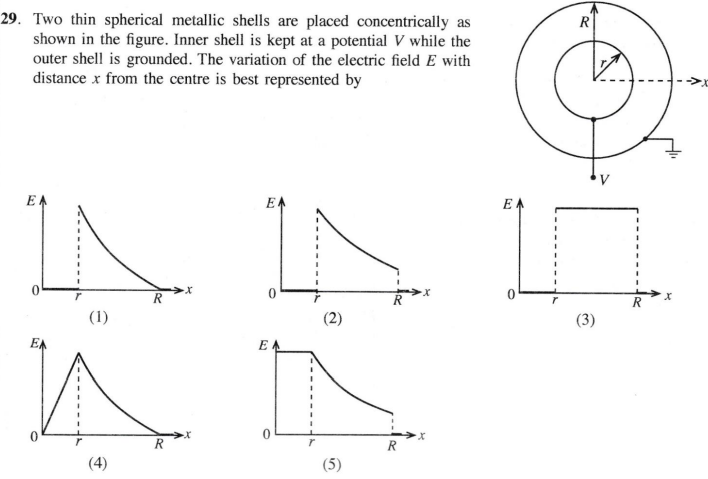 29. Two thin spherical metallic shells are placed concentrically as
shown in the figure. Inner shell is kept at a potential V while the
outer shell is grounded. The variation of the electric field E with
distance x from the centre is best represented by
R
r
x
V
E
0
r
R
x
(1)
E
0
r
R
x
(2)
E
0
r
R
x
(3)
E
0
r
R
x
(4)
E
0
r
R
x
(5)